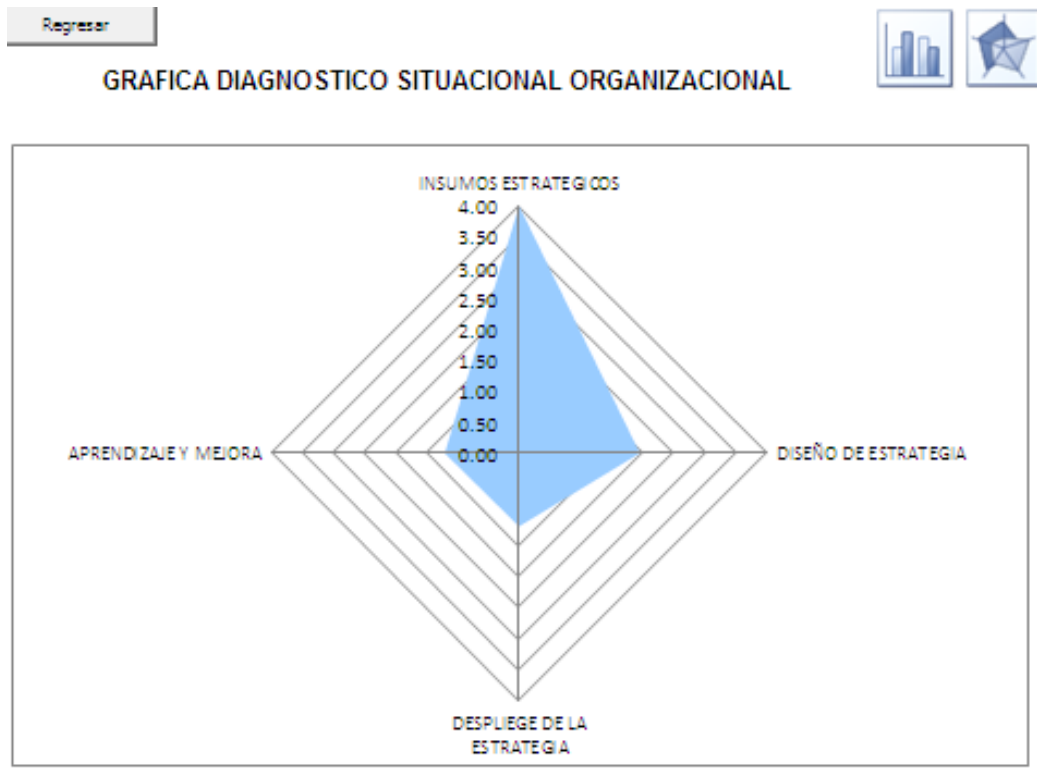 Regresar
GRAFICA DIAGNOSTICO SITUACIONAL ORGANIZACIONAL
INSUMOS ESTRATEGICOS
4.00
3.50
3.00
2.50
2.00
1.50
1.00
0.50
0.00
APRENDIZAJE Y MEJORA
DISEÑO DE ESTRATEGIA
DESPLIEGE DE LA
ESTRATEGIA